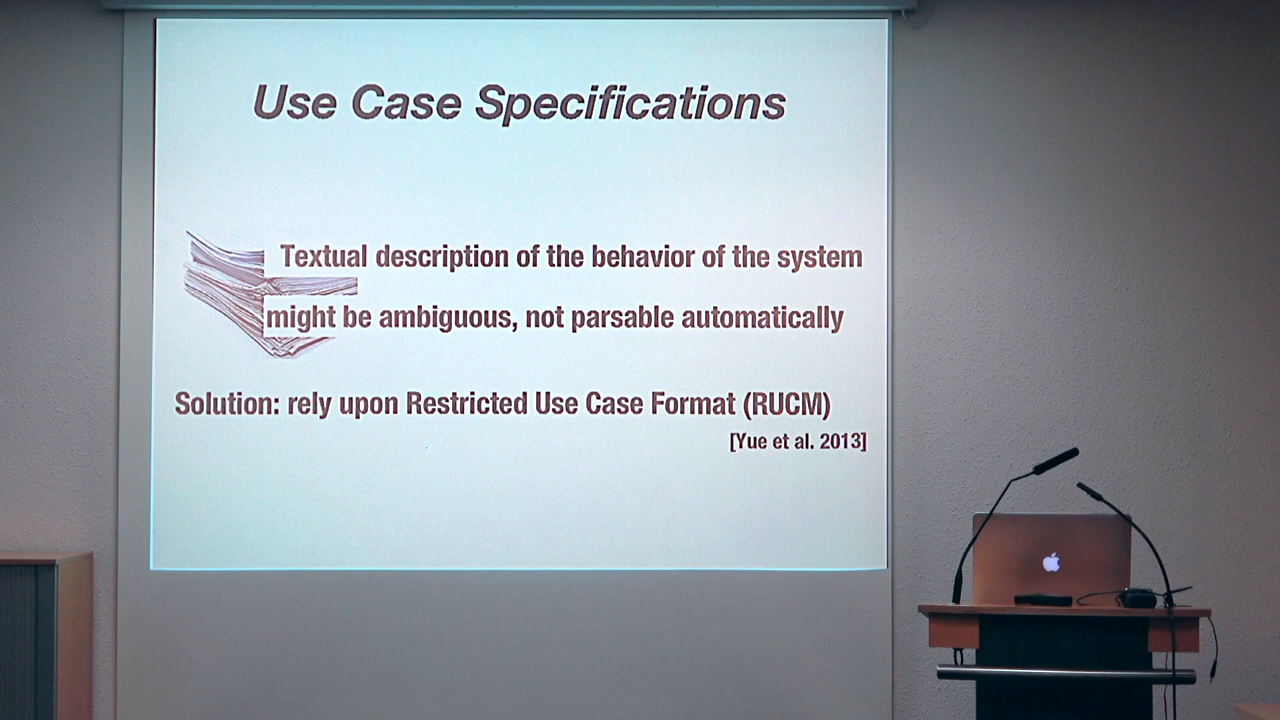 Use Case Specifications
Textual description of the behavior of the system
might be ambiguous, not parsable automatically
Solution: rely upon Restricted Use Case Format (RUCM)
[Yue et al. 2013]